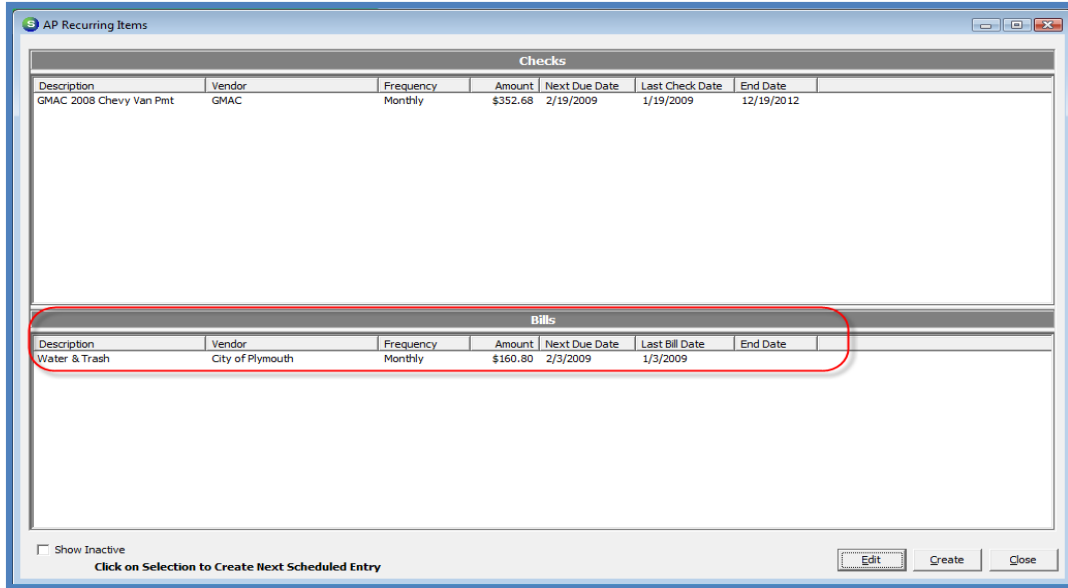 S AP Recurring Items
Checks
Description Vendor Frequency Amount Next Due Date Last Check Date End Date
GMAC 2008 Chevy Van Pmt GMAC Monthly $352.68 2/19/2009 1/19/2009 12/19/2012
Bills
Description Vendor Frequency Amount Next Due Date Last Bill Date End Date
Water & Trash City of Plymouth Monthly $160.80 2/3/2009 1/3/2009
Show Inactive
Click on Selection to Create Next Scheduled Entry
Edit Create Close